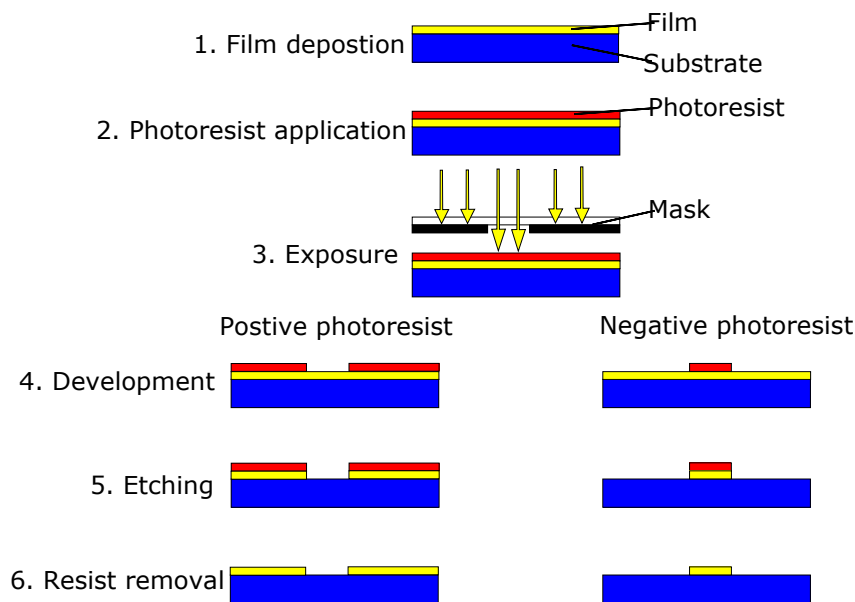 Film
1. Film depostion
Substrate
Photoresist
2. Photoresist application
Mask
3. Exposure
Postive photoresist
Negative photoresist
4. Development
5. Etching
6. Resist removal